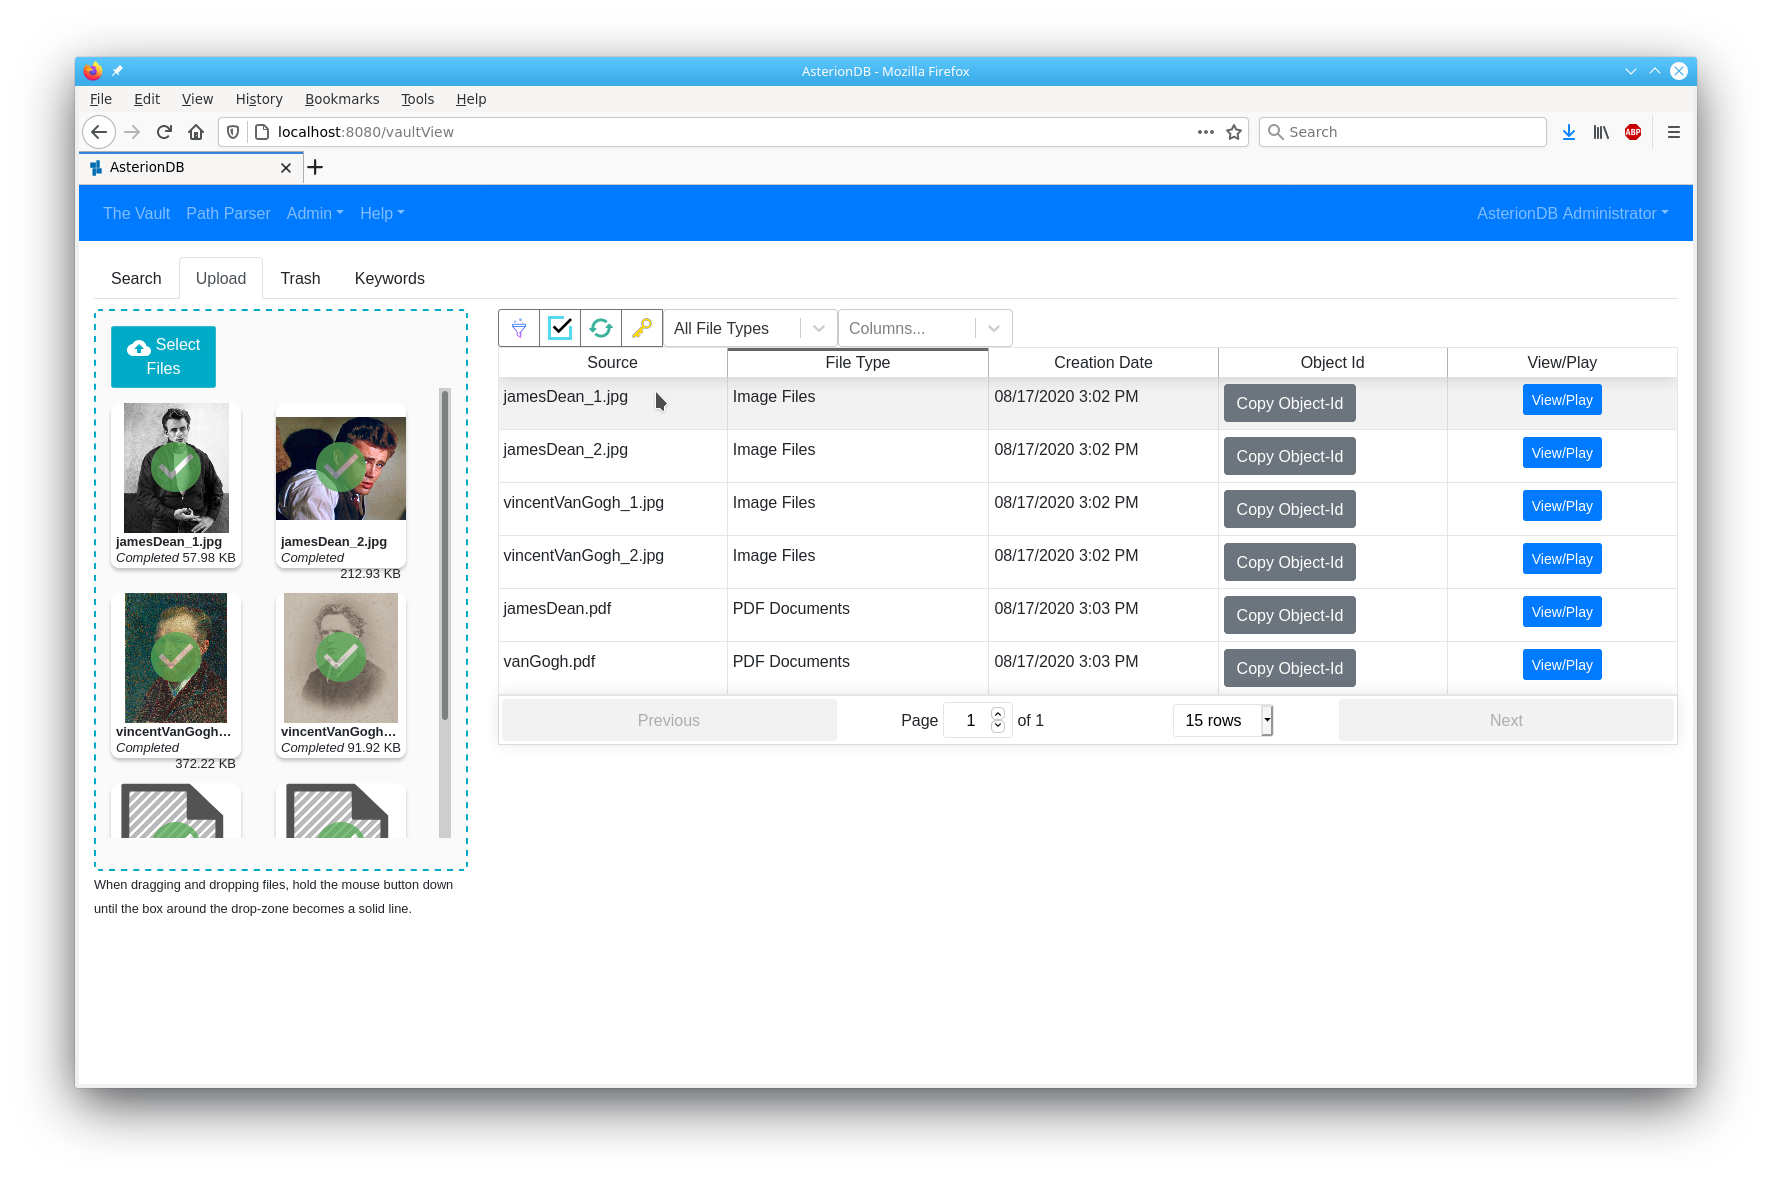 AsterionDB - Mozilla Firefox
File Edit View History Bookmarks Tools Help
localhost:8080/vaultView
Search
ABP
AsterionDB
The Vault Path Parser Admin Help AsterionDB Administrator
Search Upload Trash Keywords
Select
Files
jamesDean_1.jpg
Completed 57.98 KB
jamesDean_2.jpg
Completed
212.93 KB
vincentVanGogh...
Completed
372.22 KB
vincentVanGogh...
Completed 91.92 KB
When dragging and dropping files, hold the mouse button down
until the box around the drop-zone becomes a solid line.
All File Types Columns...
Source File Type Creation Date Object Id View/Play
jamesDean_1.jpg Image Files 08/17/2020 3:02 PM Copy Object-Id View/Play
jamesDean_2.jpg Image Files 08/17/2020 3:02 PM Copy Object-Id View/Play
vincentVanGogh_1.jpg Image Files 08/17/2020 3:02 PM Copy Object-Id View/Play
vincentVanGogh_2.jpg Image Files 08/17/2020 3:02 PM Copy Object-Id View/Play
jamesDean.pdf PDF Documents 08/17/2020 3:03 PM Copy Object-Id View/Play
vanGogh.pdf PDF Documents 08/17/2020 3:03 PM Copy Object-Id View/Play
Previous Page 1 of 1 15 rows Next